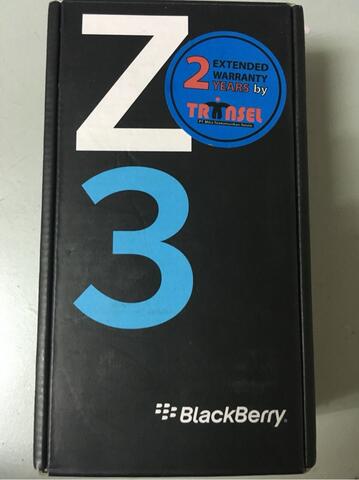 Z
3
2 EXTENDED
WARRANTY
YEARS by
TRANSEL
BlackBerry